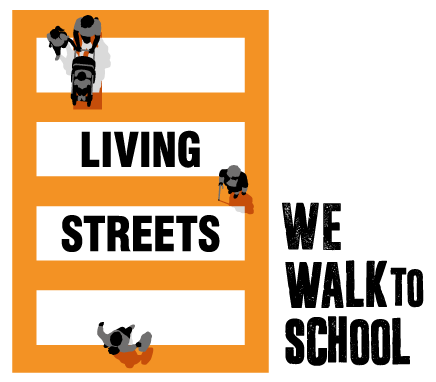 LIVING
STREETS
WE
WALK TO
SCHOOL